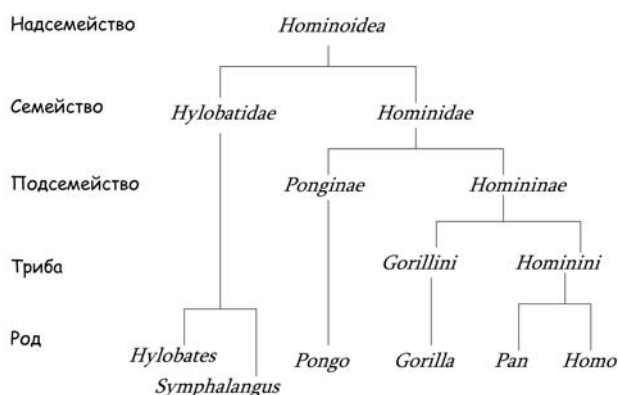 Надсемейство Hominoidea
Семейство Hylobatidae Hominidae
Подсемейство Ponginae Homininae
Триба Gorillini Hominini
Род Hylobates Pongo Gorilla Pan Homo
Symphalangus